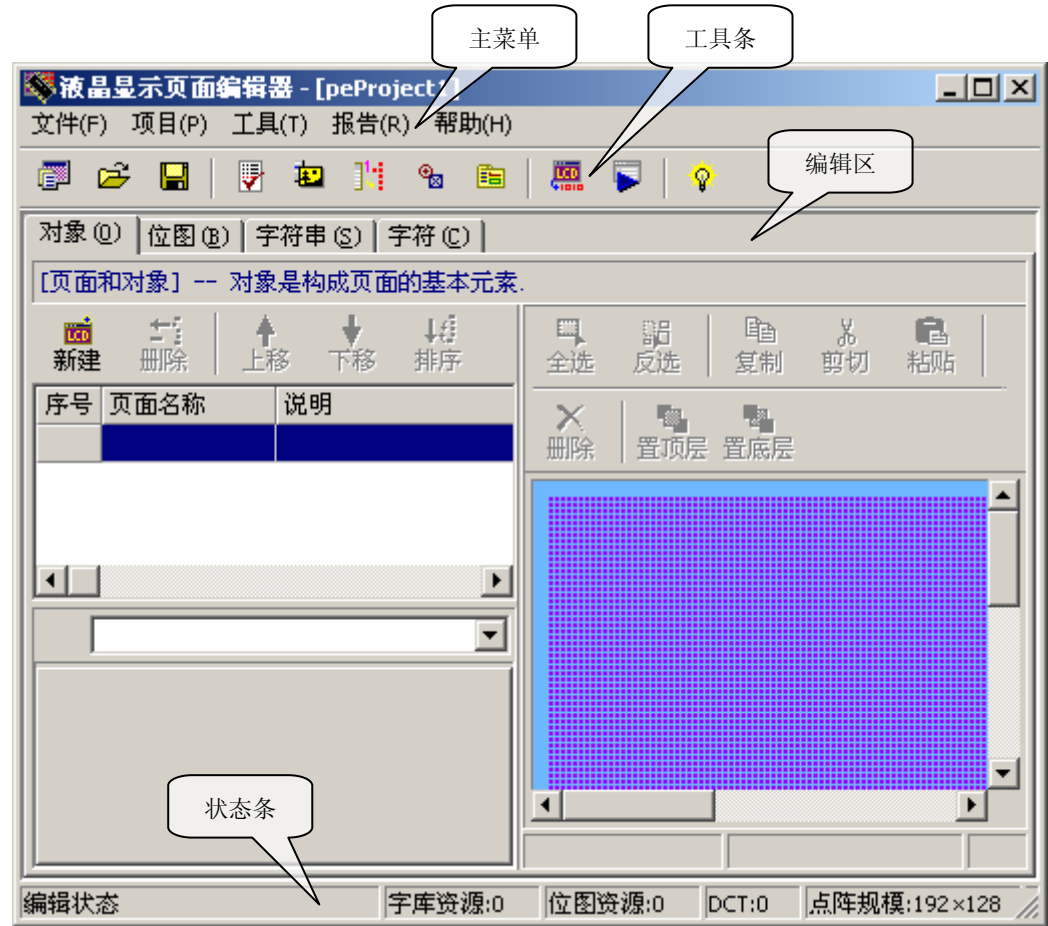 主菜单
工具条
液晶显示页面编辑器 - [peProject1]
文件(F) 项目(P) 工具(T) 报告(R) 帮助(H)
编辑区
对象(O) 位图(B) 字符串(S) 字符(C)
[页面和对象] -- 对象是构成页面的基本元素.
新建 删除 上移 下移 排序
全选 反选 复制 剪切 粘贴
序号 页面名称 说明
删除 置顶层 置底层
状态条
编辑状态 字库资源:0 位图资源:0 DCT:0 点阵规模:192×128